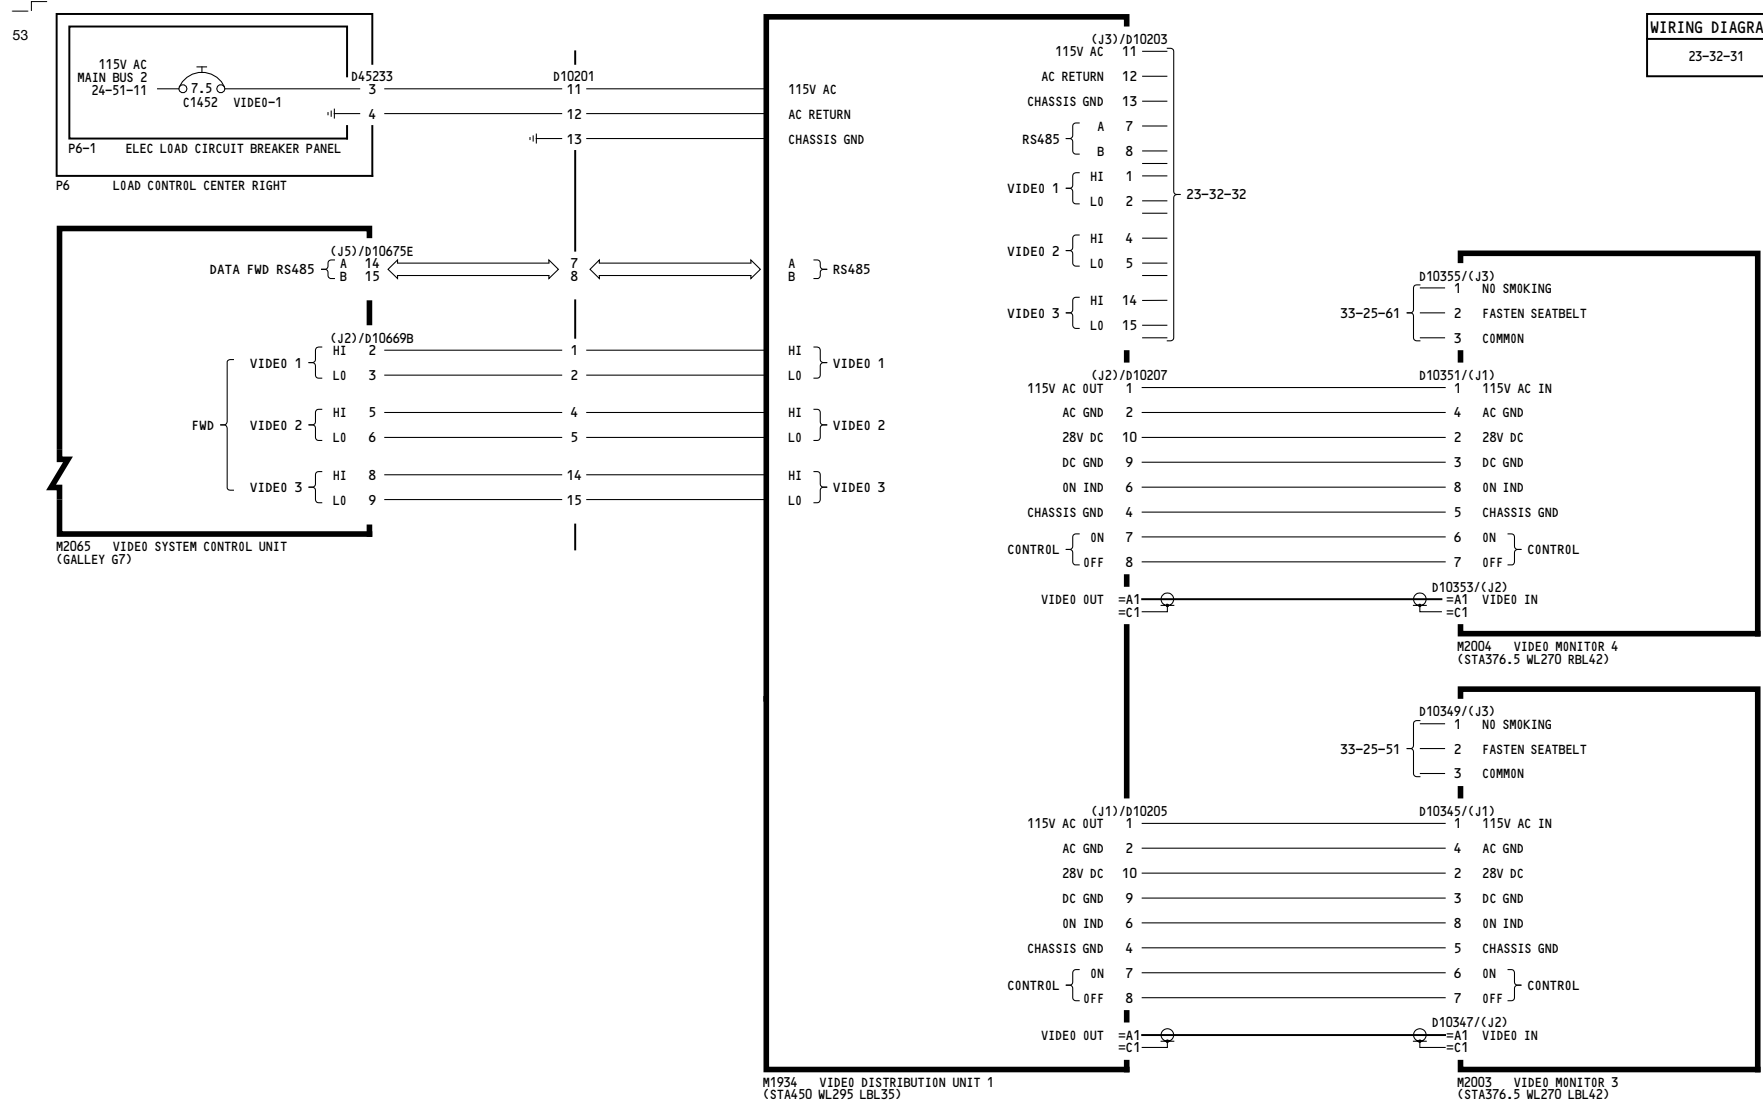 53
WIRING DIAGRA
23-32-31
115V AC
MAIN BUS 2
24-51-11
7.5
C1452 VIDEO-1
D45233
3
4
P6-1 ELEC LOAD CIRCUIT BREAKER PANEL
P6 LOAD CONTROL CENTER RIGHT
D10201
11
12
13
115V AC
AC RETURN
CHASSIS GND
(J5)/D10675E
DATA FWD RS485 A 14
B 15
7
8
A
B
RS485
(J2)/D10669B
FWD
VIDEO 1
HI 2
LO 3
VIDEO 2
HI 5
LO 6
VIDEO 3
HI 8
LO 9
1
2
4
5
14
15
HI
LO
VIDEO 1
HI
LO
VIDEO 2
HI
LO
VIDEO 3
M2065 VIDEO SYSTEM CONTROL UNIT
(GALLEY G7)
(J3)/D10203
115V AC 11
AC RETURN 12
CHASSIS GND 13
RS485
A 7
B 8
VIDEO 1
HI 1
LO 2
VIDEO 2
HI 4
LO 5
VIDEO 3
HI 14
LO 15
23-32-32
(J2)/D10207
115V AC OUT 1
AC GND 2
28V DC 10
DC GND 9
ON IND 6
CHASSIS GND 4
CONTROL
ON 7
OFF 8
VIDEO OUT =A1
=C1
D10355/(J3)
33-25-61
1 NO SMOKING
2 FASTEN SEATBELT
3 COMMON
D10351/(J1)
1 115V AC IN
4 AC GND
2 28V DC
3 DC GND
8 ON IND
5 CHASSIS GND
6 ON
7 OFF
CONTROL
D10353/(J2)
=A1 VIDEO IN
=C1
M2004 VIDEO MONITOR 4
(STA376.5 WL270 RBL42)
(J1)/D10205
115V AC OUT 1
AC GND 2
28V DC 10
DC GND 9
ON IND 6
CHASSIS GND 4
CONTROL
ON 7
OFF 8
VIDEO OUT =A1
=C1
D10349/(J3)
33-25-51
1 NO SMOKING
2 FASTEN SEATBELT
3 COMMON
D10345/(J1)
1 115V AC IN
4 AC GND
2 28V DC
3 DC GND
8 ON IND
5 CHASSIS GND
6 ON
7 OFF
CONTROL
D10347/(J2)
=A1 VIDEO IN
=C1
M1934 VIDEO DISTRIBUTION UNIT 1
(STA450 WL295 LBL35)
M2003 VIDEO MONITOR 3
(STA376.5 WL270 LBL42)